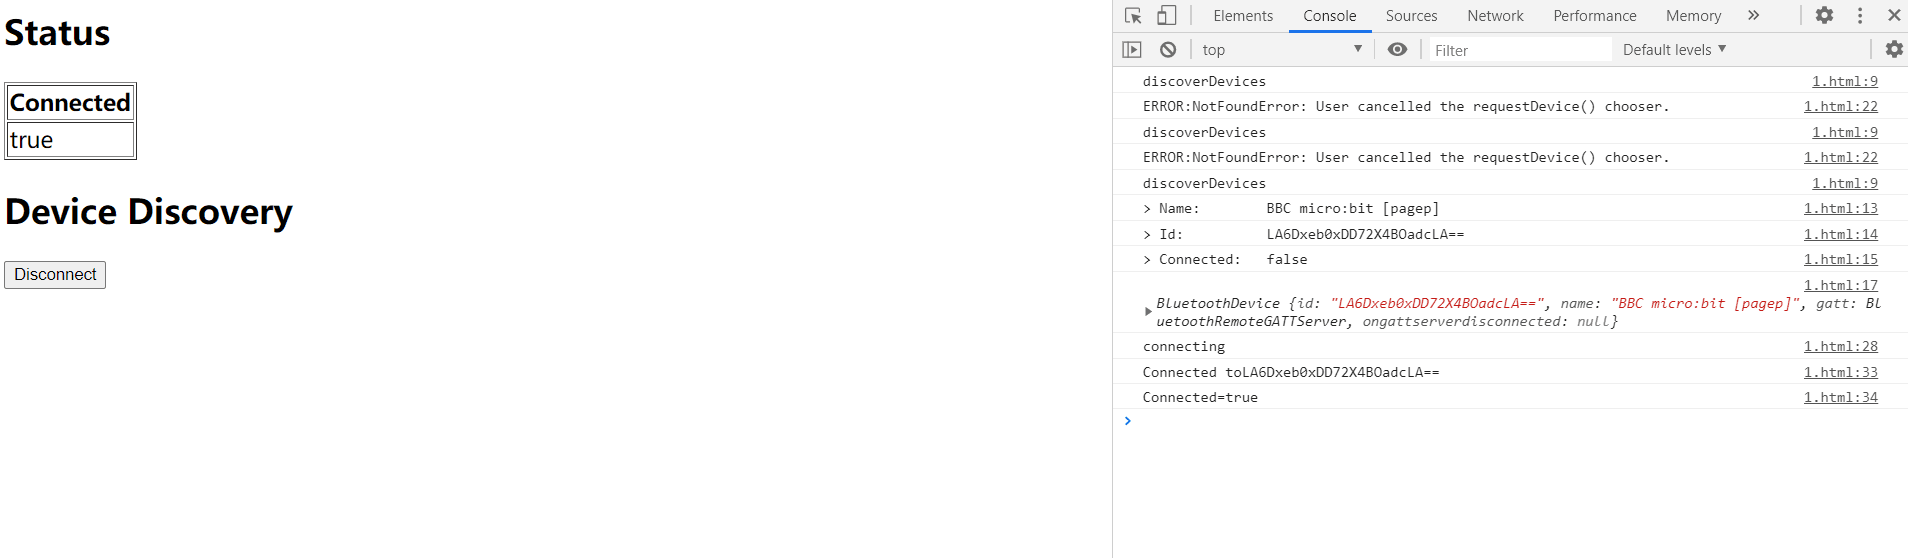 Status
Connected
true
Device Discovery
Disconnect
Elements Console Sources Network Performance Memory
top Filter Default levels
discoverDevices 1.html:9
ERROR:NotFoundError: User cancelled the requestDevice() chooser. 1.html:22
discoverDevices 1.html:9
ERROR:NotFoundError: User cancelled the requestDevice() chooser. 1.html:22
discoverDevices 1.html:9
> Name: BBC micro:bit [pagep] 1.html:13
> Id: LA6Dxeb0xDD72X4BOadcLA== 1.html:14
> Connected: false 1.html:15
1.html:17
BluetoothDevice {id: "LA6Dxeb0xDD72X4BOadcLA==", name: "BBC micro:bit [pagep]", gatt: Bl
uetoothRemoteGATTServer, ongattserverdisconnected: null}
connecting 1.html:28
Connected toLA6Dxeb0xDD72X4BOadcLA== 1.html:33
Connected=true 1.html:34